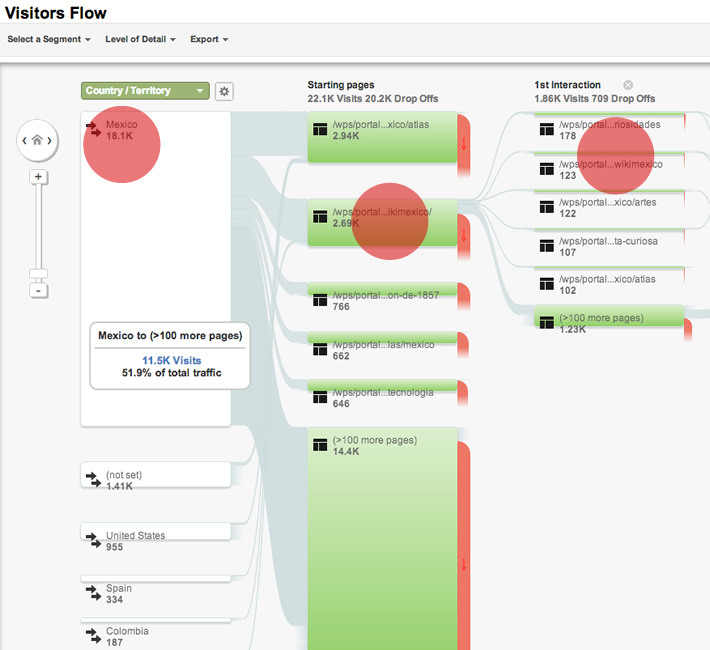 Visitors Flow
Select a Segment Level of Detail Export
Country / Territory
Mexico
18.1K
Mexico to (>100 more pages)
11.5K Visits
51.9% of total traffic
(not set)
1.41K
United States
955
Spain
334
Colombia
187
Starting pages
22.1K Visits 20.2K Drop Offs
/wps/portal...xico/atlas
2.94K
/wps/portal...ikimexico/
2.69K
/wps/portal...on-de-1857
766
/wps/portal...las/mexico
662
/wps/portal...tecnologia
646
(>100 more pages)
14.4K
1st Interaction
1.86K Visits 709 Drop Offs
/wps/portal...riosidades
178
/wps/portal...wikimexico
123
/wps/portal...xico/artes
122
/wps/portal...ta-curiosa
107
/wps/portal...xico/atlas
102
(>100 more pages)
1.23K